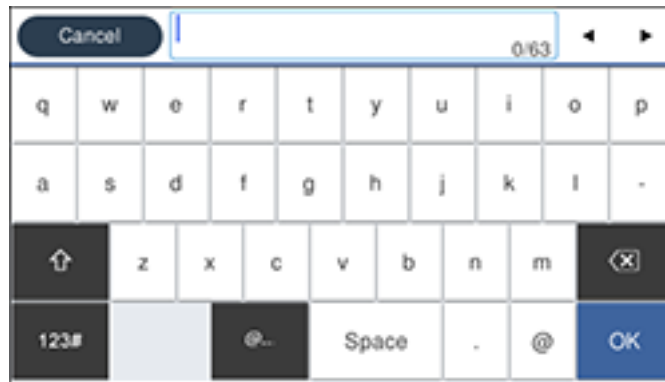 Cancel
0/63
q w e r t y u i o p
a s d f g h j k l -
z x c v b n m
123# @... Space . @ OK